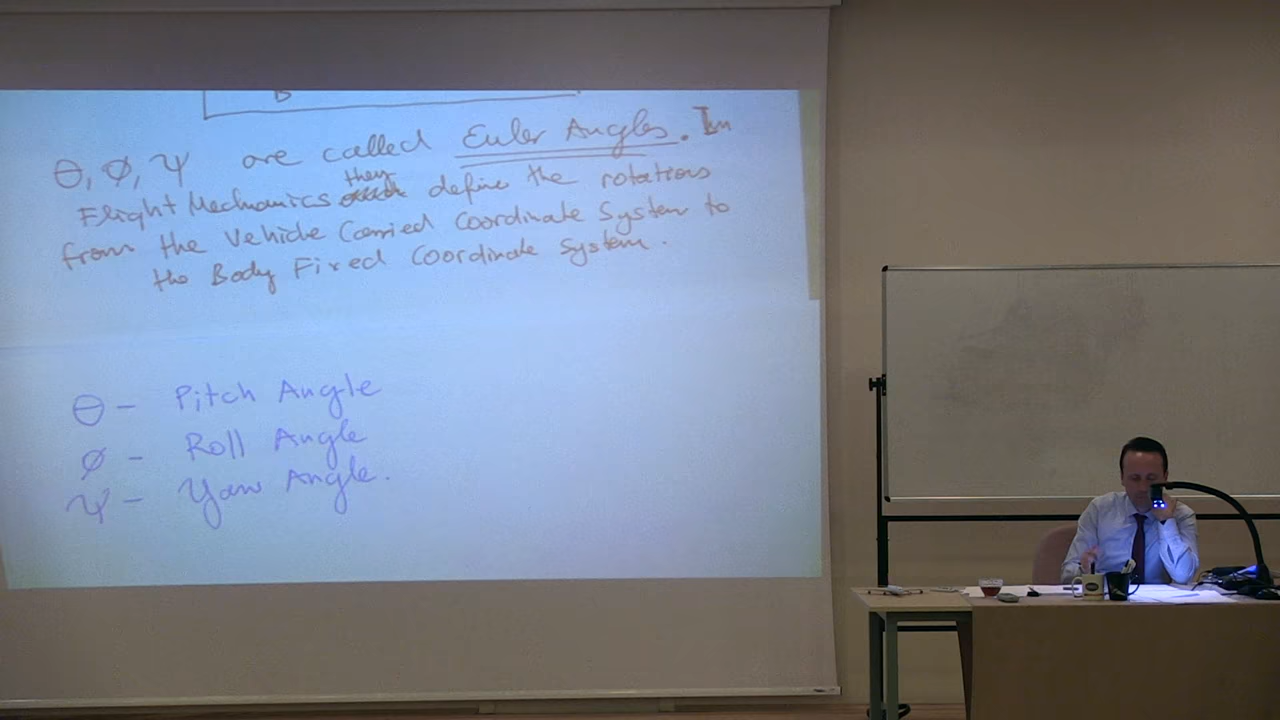 B
θ, ϕ, ψ are called Euler Angles. In
Flight Mechanics they define the rotations
from the Vehicle Carried Coordinate System to
the Body Fixed Coordinate System.
θ - Pitch Angle
ϕ - Roll Angle
ψ - Yaw Angle.